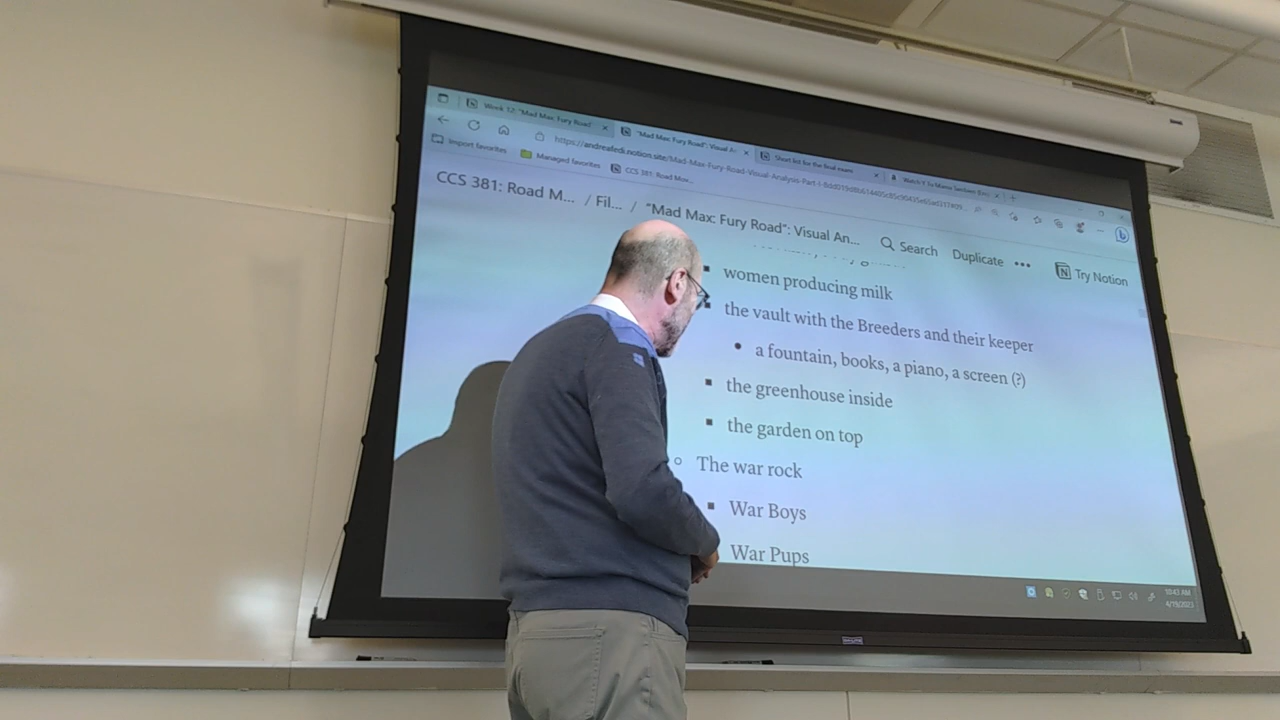 Week 12: "Mad Max: Fury Road
"Mad Max: Fury Road": Visual A
Short list for the final exam
Import favorites
Managed favorites
CCS 381: Road Mov...
CCS 381: Road M... / Fil... / "Mad Max: Fury Road": Visual An...
Search
Duplicate
Try Notion
women producing milk
the vault with the Breeders and their keeper
a fountain, books, a piano, a screen (?)
the greenhouse inside
the garden on top
The war rock
War Boys
War Pups
10:43 AM
4/19/2023